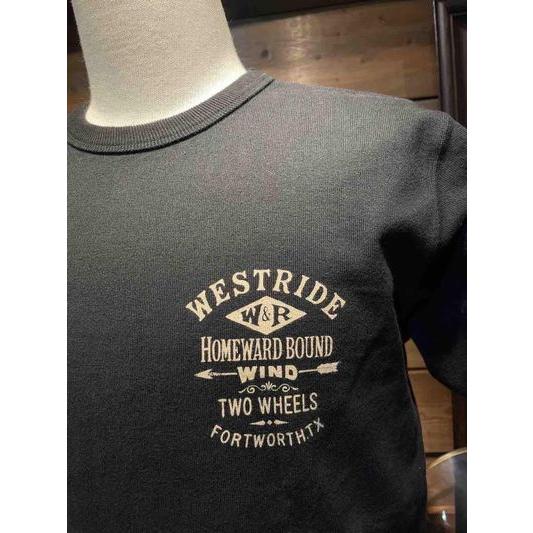 WESTRIDE
W&R
HOMEWARD BOUND
WIND
TWO WHEELS
FORTWORTH.TX